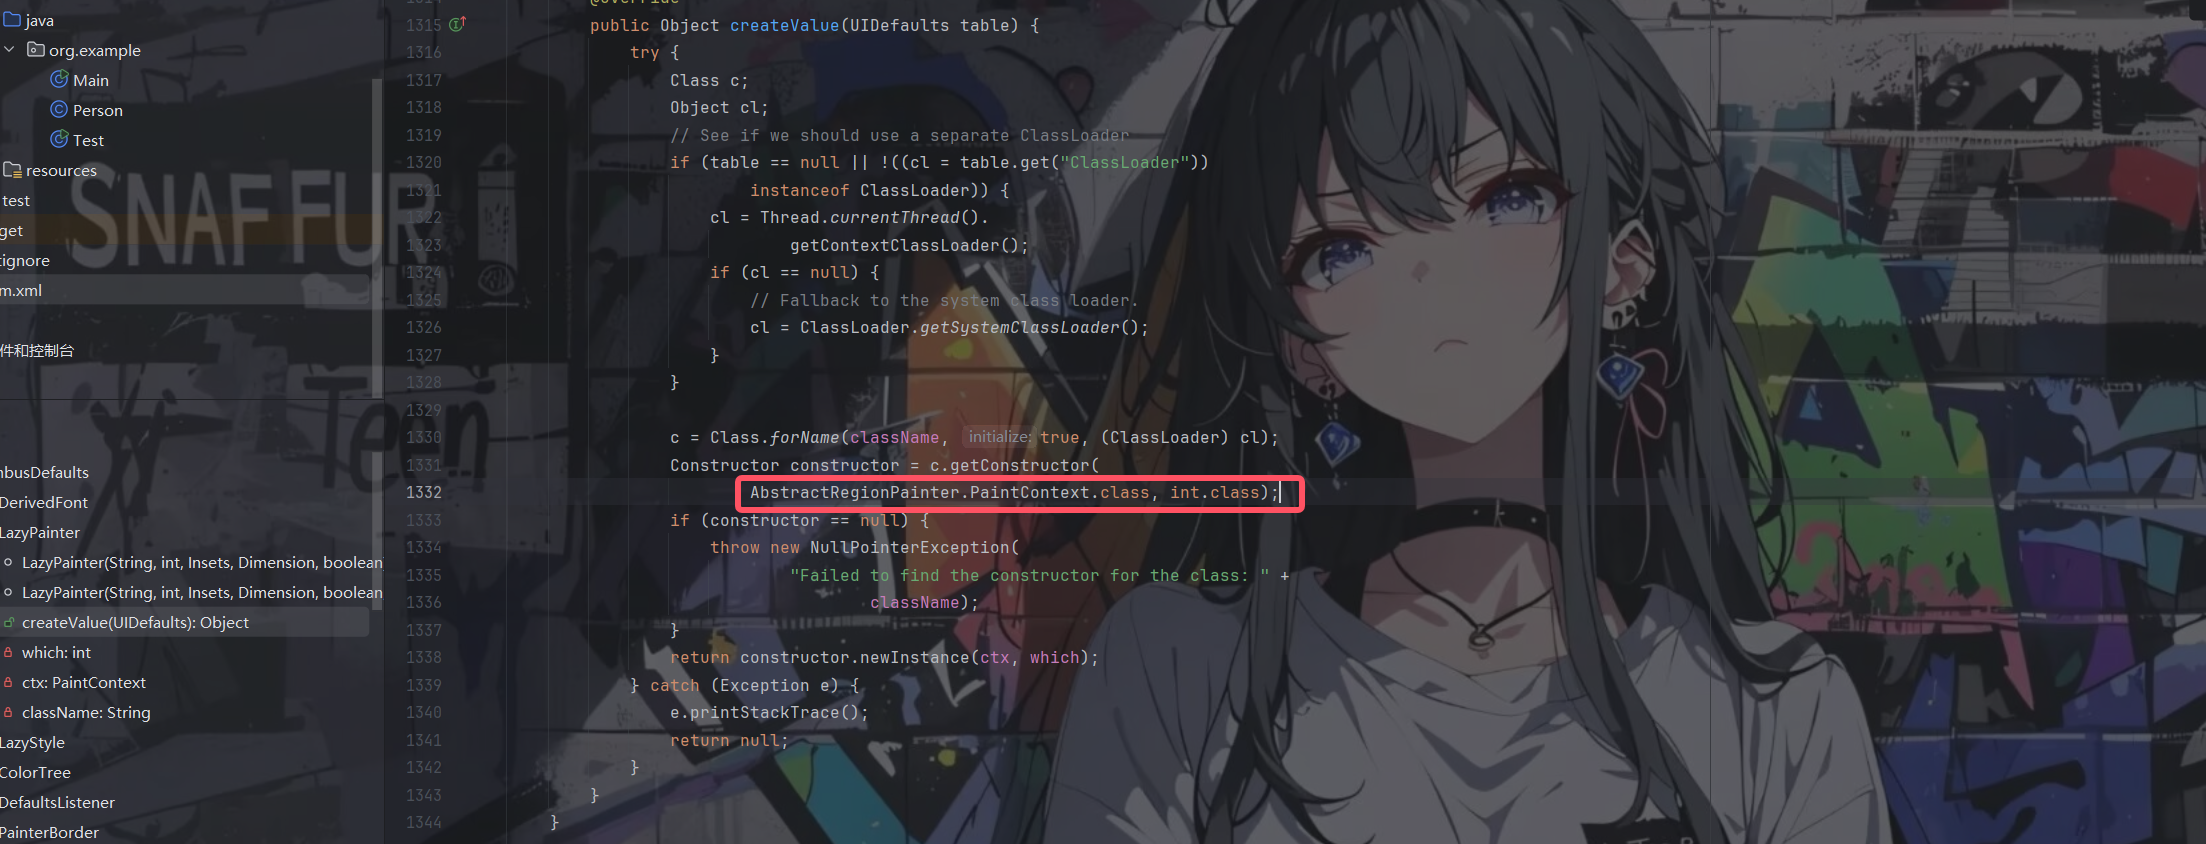 java
org.example
Main
Person
Test
resources
test
get
ignore
m.xml
件和控制台
nbusDefaults
DerivedFont
LazyPainter
LazyPainter(String, int, Insets, Dimension, boolean
LazyPainter(String, int, Insets, Dimension, boolean
createValue(UIDefaults): Object
which: int
ctx: PaintContext
className: String
LazyStyle
ColorTree
DefaultsListener
PainterBorder
SNAF FUR
Teen
1314 @Override
1315 public Object createValue(UIDefaults table) {
1316 try {
1317 Class c;
1318 Object cl;
1319 // See if we should use a separate ClassLoader
1320 if (table == null || !((cl = table.get("ClassLoader"))
1321 instanceof ClassLoader)) {
1322 cl = Thread.currentThread().
1323 getContextClassLoader();
1324 if (cl == null) {
1325 // Fallback to the system class loader.
1326 cl = ClassLoader.getSystemClassLoader();
1327 }
1328 }
1329
1330 c = Class.forName(className, initialize: true, (ClassLoader) cl);
1331 Constructor constructor = c.getConstructor(
1332 AbstractRegionPainter.PaintContext.class, int.class);
1333 if (constructor == null) {
1334 throw new NullPointerException(
1335 "Failed to find the constructor for the class: " +
1336 className);
1337 }
1338 return constructor.newInstance(ctx, which);
1339 } catch (Exception e) {
1340 e.printStackTrace();
1341 return null;
1342 }
1343 }
1344 }